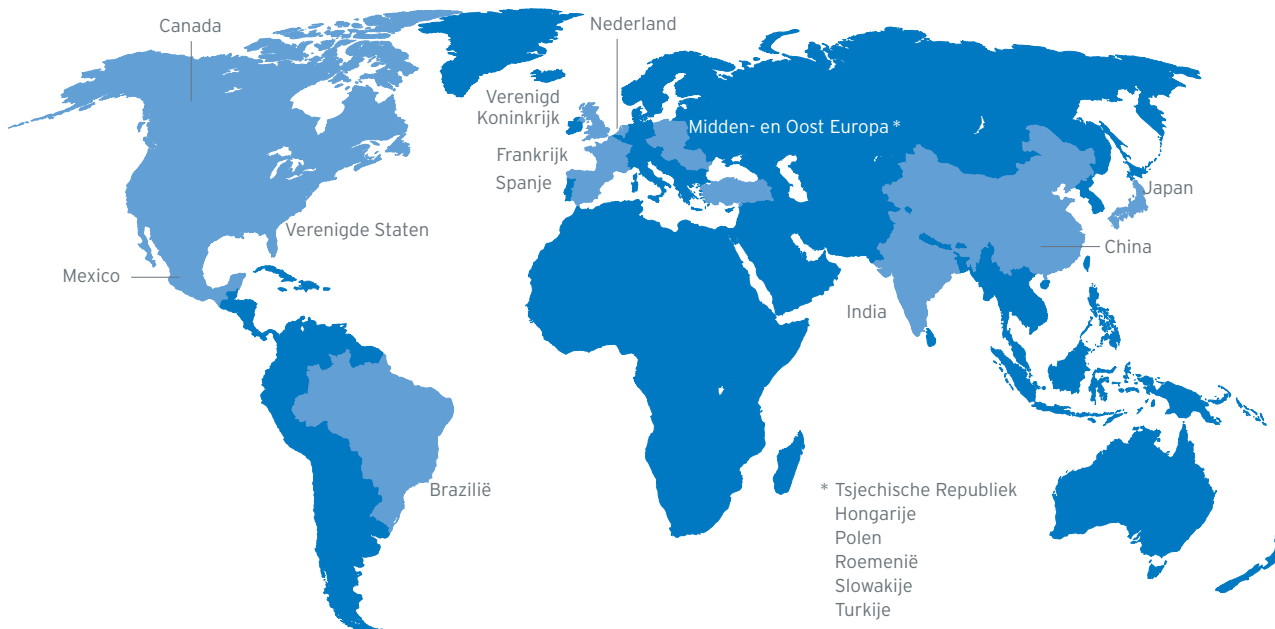 Canada
Nederland
Verenigd
Koninkrijk
Midden- en Oost Europa *
Frankrijk
Spanje
Japan
Verenigde Staten
China
Mexico
India
Brazilië
* Tsjechische Republiek
Hongarije
Polen
Roemenië
Slowakije
Turkije